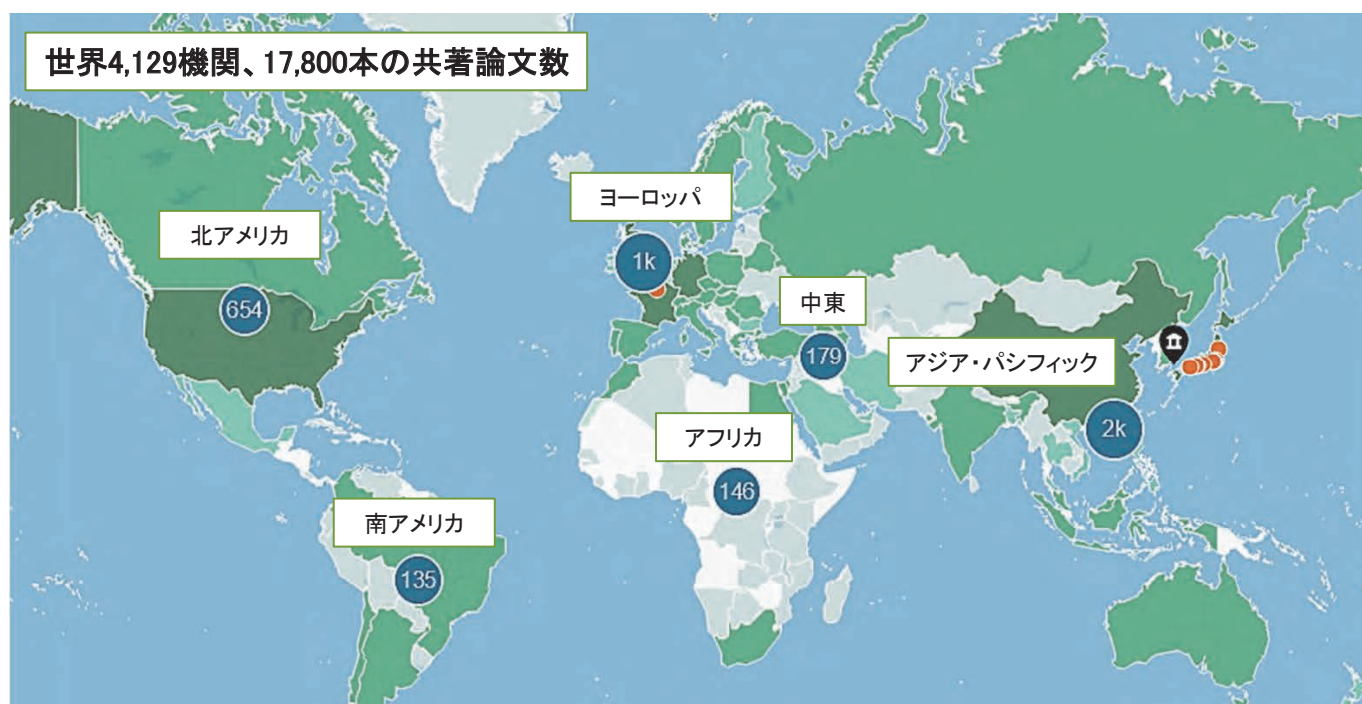 世界4,129機関、17,800本の共著論文数
ヨーロッパ
北アメリカ
1k
654
中東
179
アジア・パシフィック
アフリカ
2k
146
南アメリカ
135